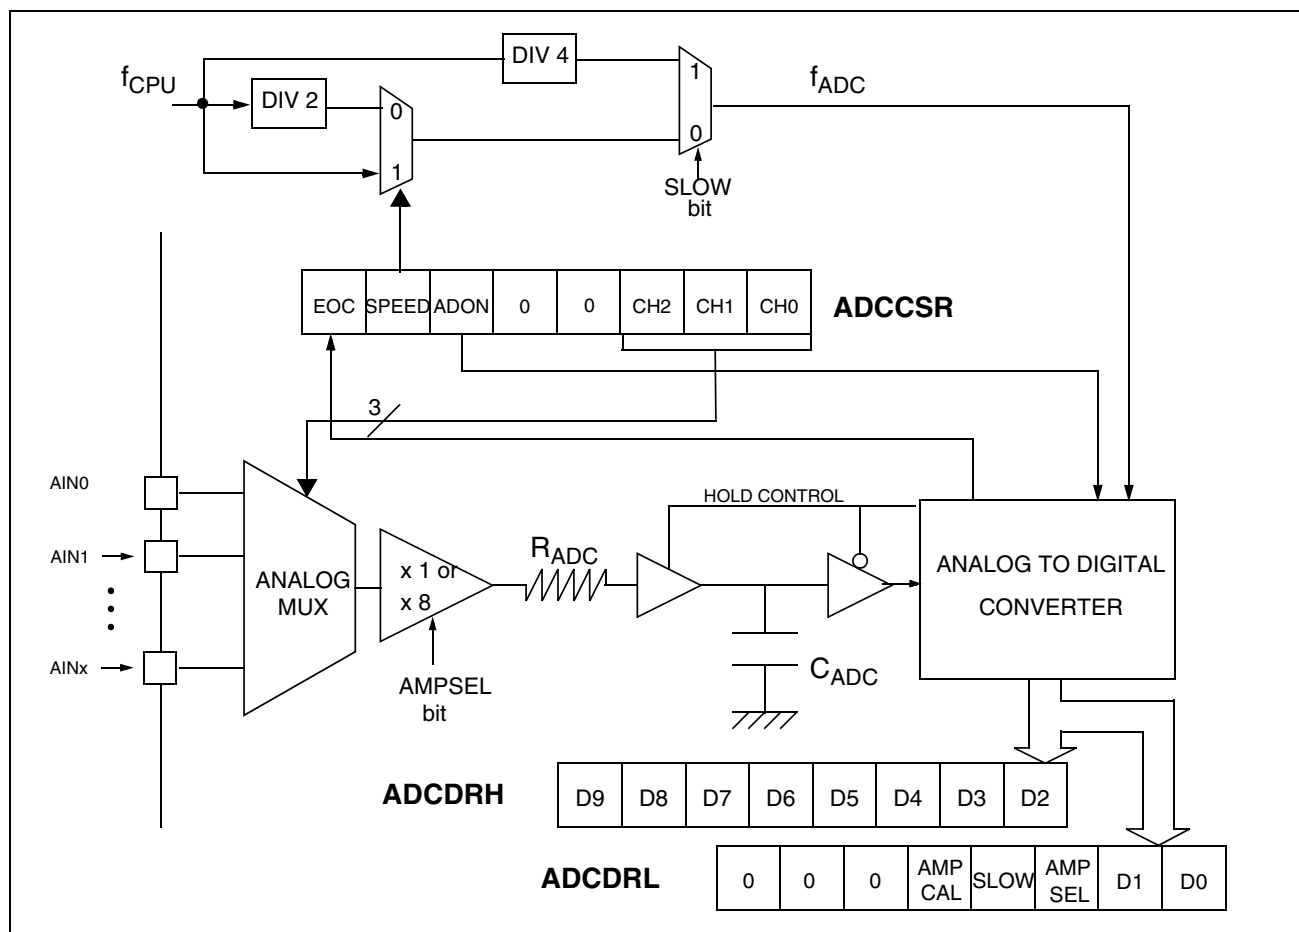 DIV 4
fCPU
fADC
DIV 2
0
1
1
0
SLOW
bit
EOC SPEED ADON 0 0 CH2 CH1 CH0
ADCCSR
3
AIN0
AIN1
AINx
ANALOG
MUX
x 1 or
x 8
AMPSEL
bit
RADC
HOLD CONTROL
CADC
ANALOG TO DIGITAL
CONVERTER
ADCDRH
D9 D8 D7 D6 D5 D4 D3 D2
ADCDRL
0 0 0 AMP CAL SLOW AMP SEL D1 D0